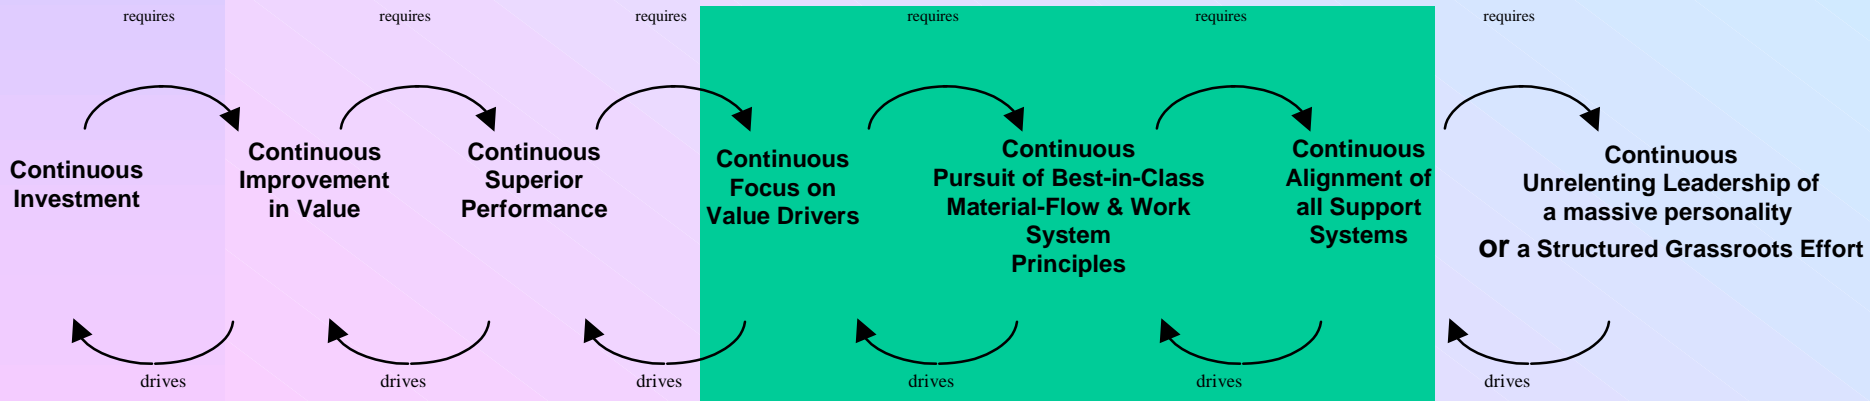 requires
requires
requires
requires
requires
requires
Continuous
Investment
Continuous
Improvement
in Value
Continuous
Superior
Performance
Continuous
Focus on
Value Drivers
Continuous
Pursuit of Best-in-Class
Material-Flow & Work
System
Principles
Continuous
Alignment of
all Support
Systems
Continuous
Unrelenting Leadership of
a massive personality
or a Structured Grassroots Effort
drives
drives
drives
drives
drives
drives